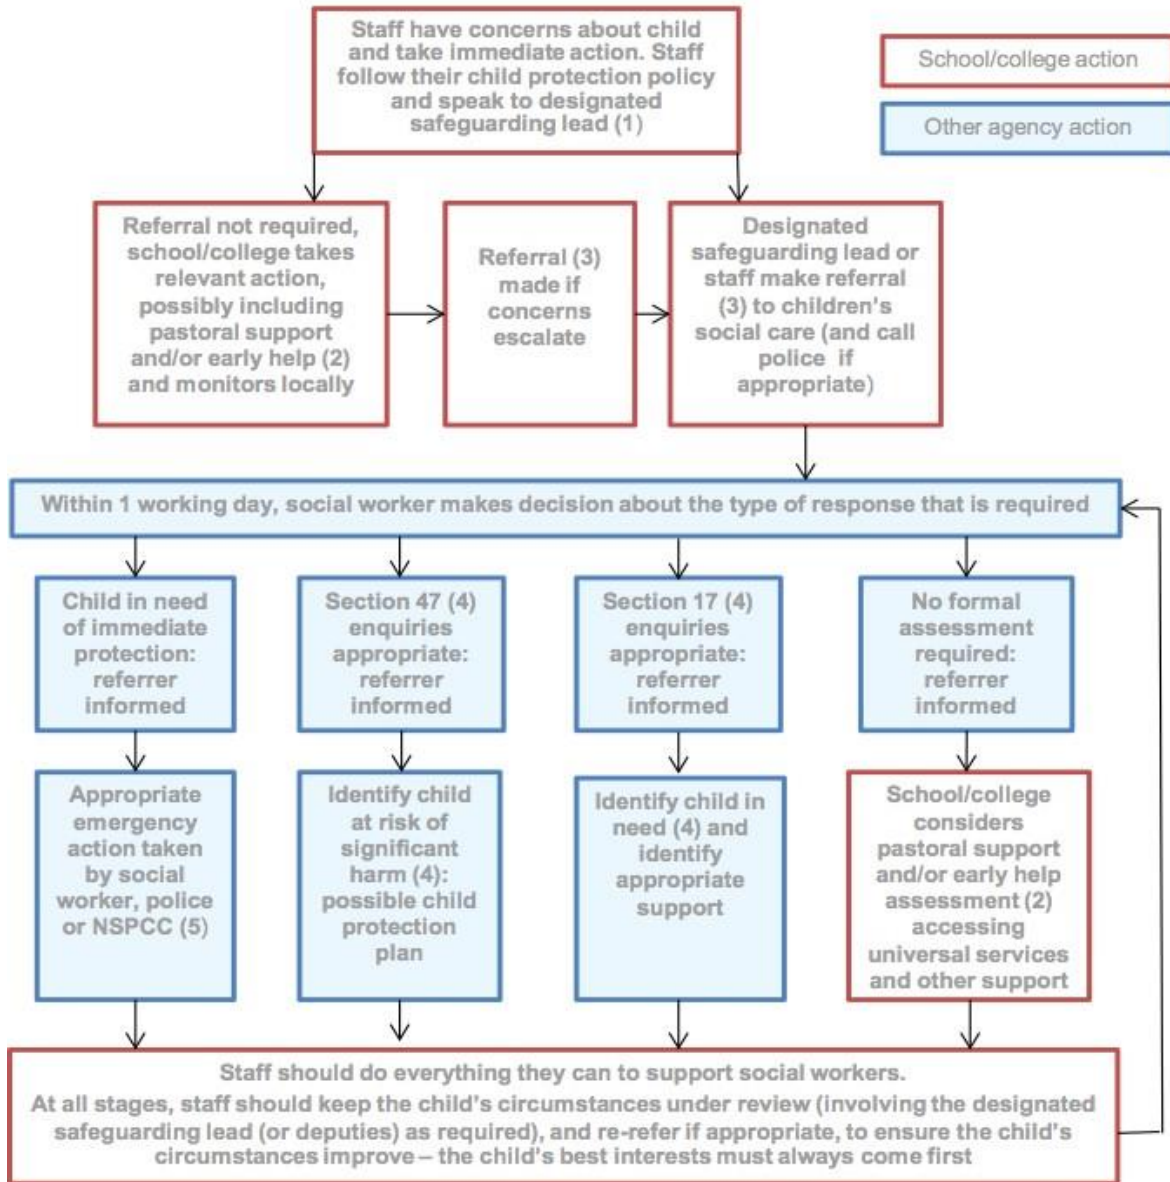 Staff have concerns about child
and take immediate action. Staff
follow their child protection policy
and speak to designated
safeguarding lead (1)
School/college action
Other agency action
Referral not required,
school/college takes
relevant action,
possibly including
pastoral support
and/or early help (2)
and monitors locally
Referral (3)
made if
concerns
escalate
Designated
safeguarding lead or
staff make referral
(3) to children’s
social care (and call
police if
appropriate)
Within 1 working day, social worker makes decision about the type of response that is required
Child in need
of immediate
protection:
referrer
informed
Section 47 (4)
enquiries
appropriate:
referrer
informed
Section 17 (4)
enquiries
appropriate:
referrer
informed
No formal
assessment
required:
referrer
informed
Appropriate
emergency
action taken
by social
worker, police
or NSPCC (5)
Identify child
at risk of
significant
harm (4):
possible child
protection
plan
Identify child in
need (4) and
identify
appropriate
support
School/college
considers
pastoral support
and/or early help
assessment (2)
accessing
universal services
and other support
Staff should do everything they can to support social workers.
At all stages, staff should keep the child’s circumstances under review (involving the designated
safeguarding lead (or deputies) as required), and re-refer if appropriate, to ensure the child’s
circumstances improve – the child’s best interests must always come first